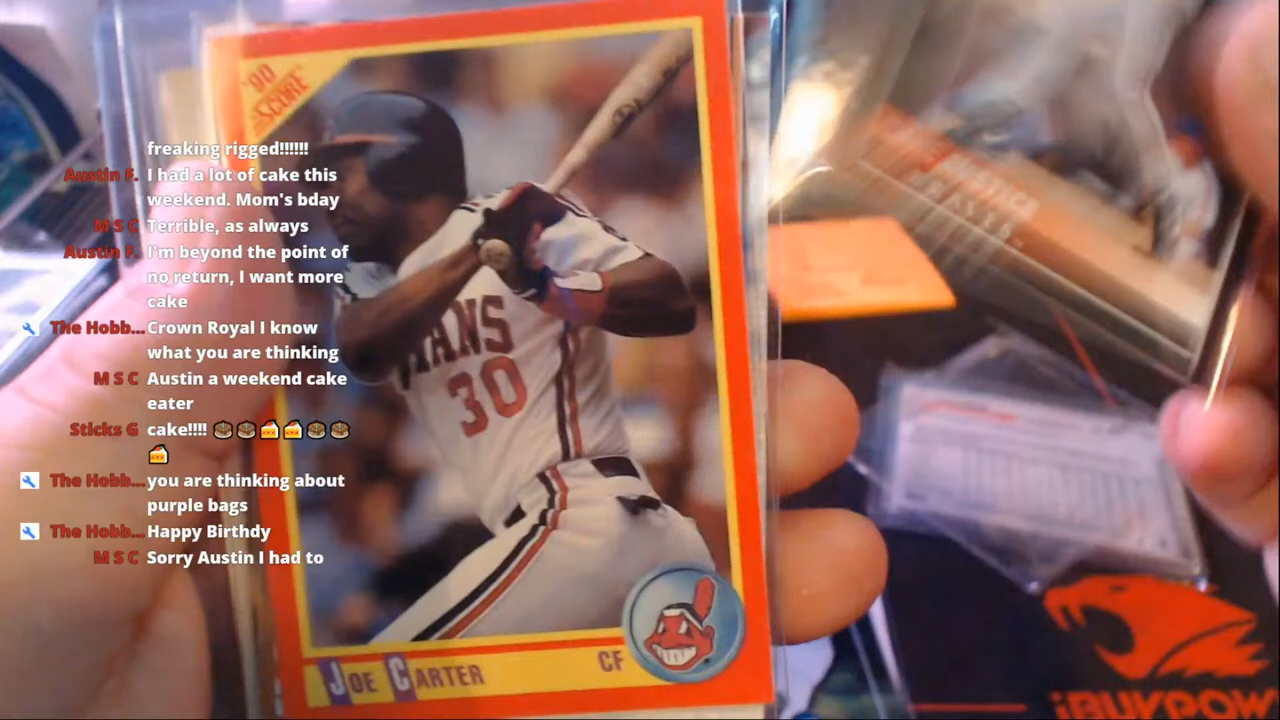 '90
SCORE
freaking rigged!!!!!!
Austin F. I had a lot of cake this
weekend. Mom's bday
M S C Terrible, as always
Austin F. I'm beyond the point of
no return, I want more
cake
The Hobb... Crown Royal I know
what you are thinking
M S C Austin a weekend cake
eater
Sticks G cake!!!!
The Hobb... you are thinking about
purple bags
The Hobb... Happy Birthdy
M S C Sorry Austin I had to
IANS
30
JOE CARTER CF
iBUYPOW